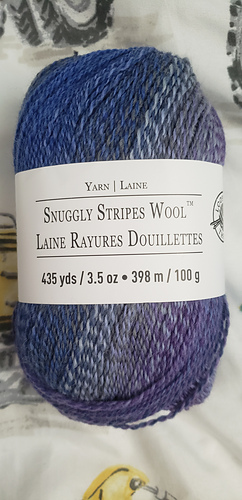 YARN | LAINE
SNUGGLY STRIPES WOOL™
LAINE RAYURES DOUILLETTES
435 yds / 3.5 oz • 398 m / 100 g